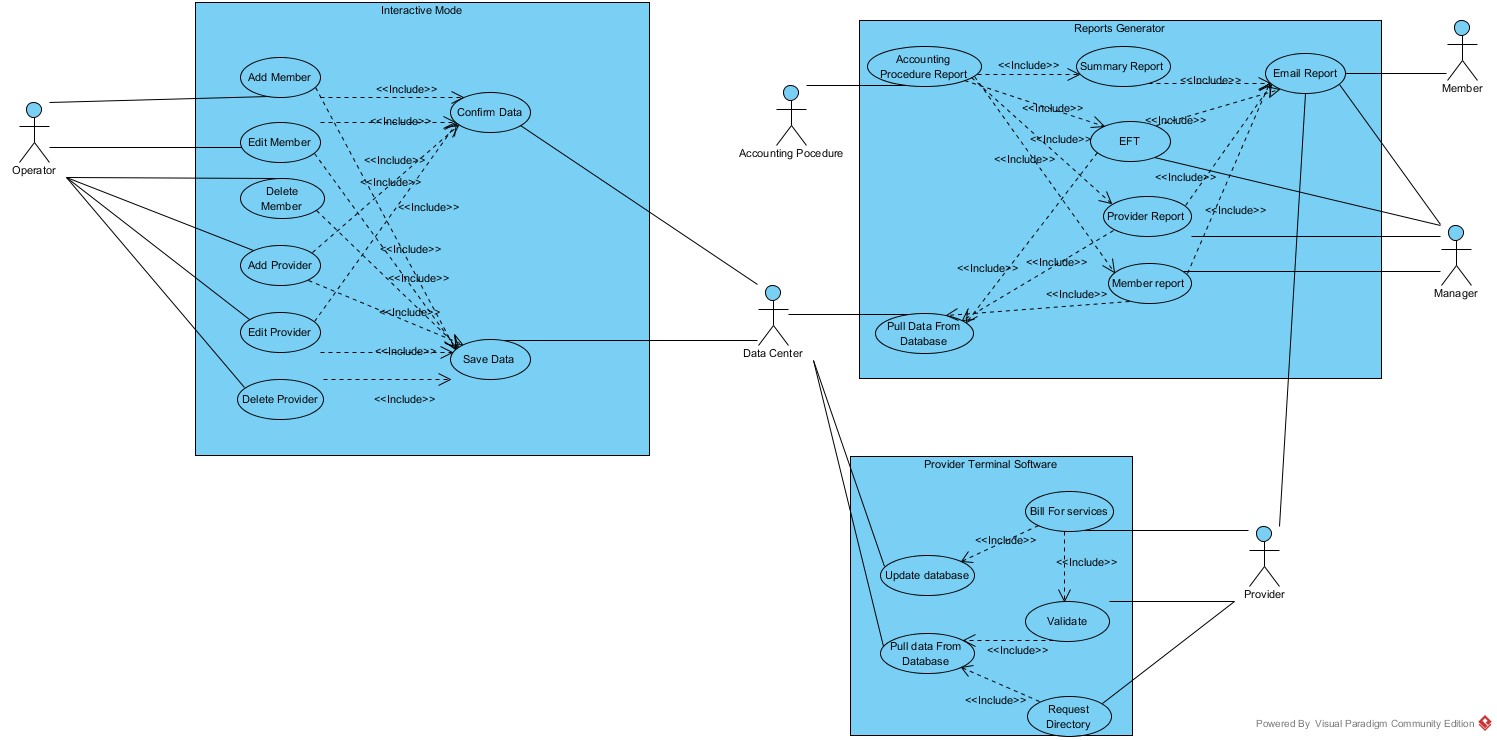 Interactive Mode
Add Member
Edit Member
Delete
Member
Add Provider
Edit Provider
Delete Provider
Confirm Data
Save Data
<<Include>>
<<Include>>
<<Include>>
<<Include>>
<<Include>>
<<Include>>
<<Include>>
<<Include>>
<<Include>>
<<Include>>
Operator
Accounting Pocedure
Data Center
Reports Generator
Accounting
Procedure Report
Summary Report
Email Report
EFT
Provider Report
Member report
Pull Data From
Database
<<Include>>
<<Include>>
<<Include>>
<<Include>>
<<Include>>
<<Include>>
<<Include>>
<<Include>>
<<Include>>
<<Include>>
<<Include>>
Member
Manager
Provider Terminal Software
Bill For services
Update database
Validate
Pull data From
Database
Request
Directory
<<Include>>
<<Include>>
<<Include>>
<<Include>>
Provider
Powered By Visual Paradigm Community Edition